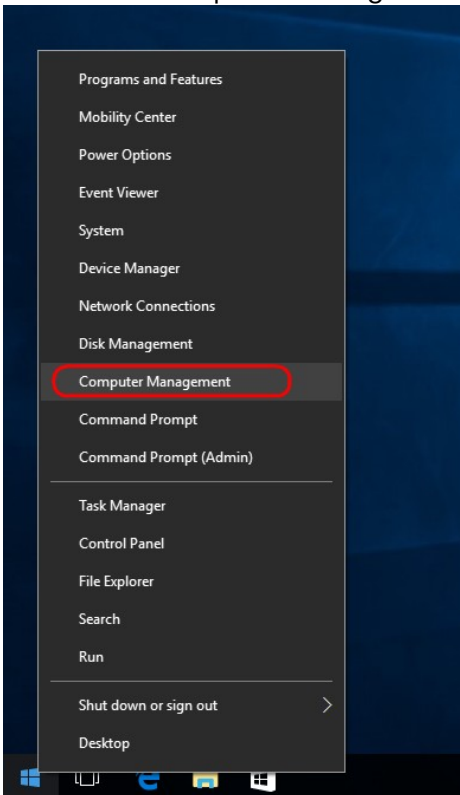 Programs and Features
Mobility Center
Power Options
Event Viewer
System
Device Manager
Network Connections
Disk Management
Computer Management
Command Prompt
Command Prompt (Admin)
Task Manager
Control Panel
File Explorer
Search
Run
Shut down or sign out
Desktop